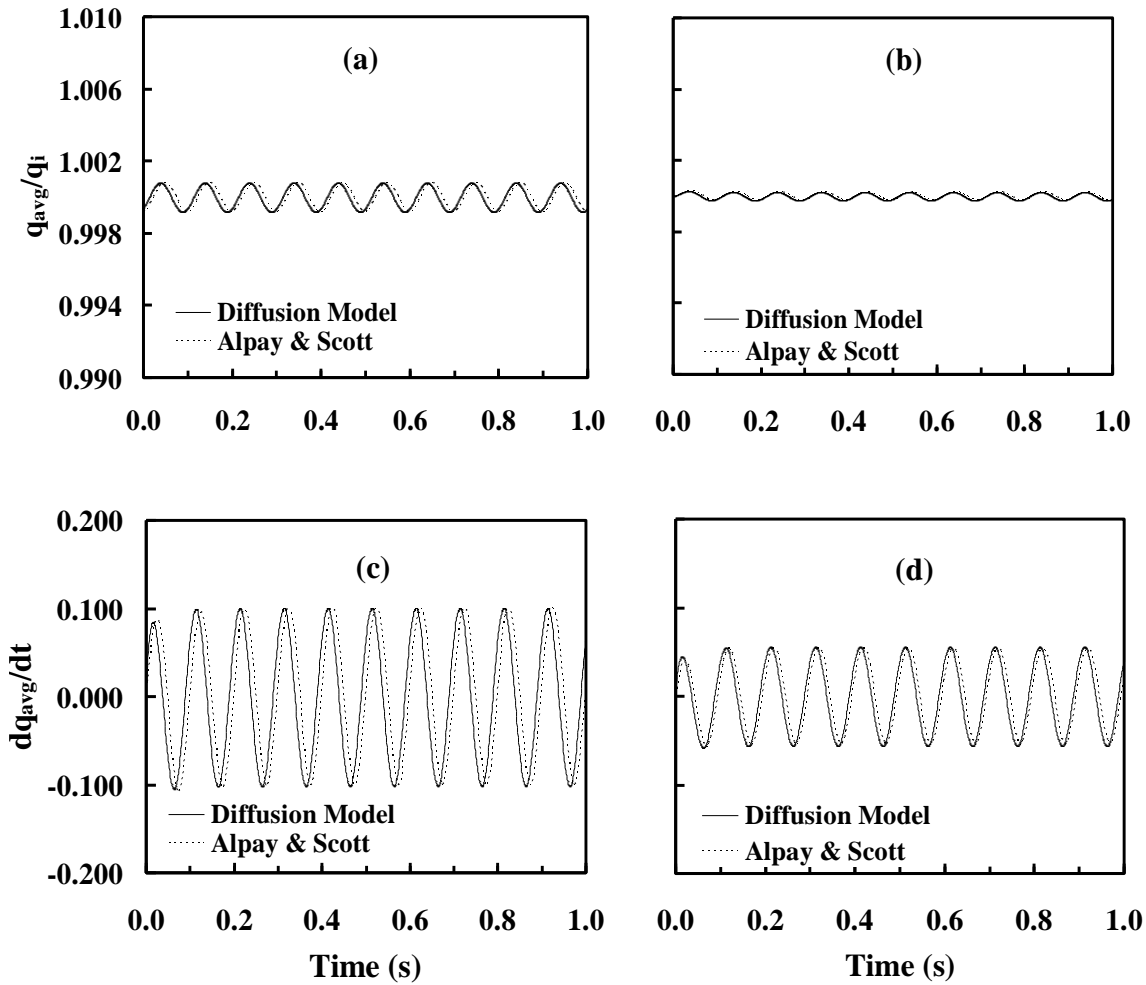 1.010
1.006
1.002
0.998
0.994
0.990
qavg/qi
(a)
Diffusion Model
Alpay & Scott
0.0 0.2 0.4 0.6 0.8 1.0
(b)
Diffusion Model
Alpay & Scott
0.0 0.2 0.4 0.6 0.8 1.0
0.200
0.100
0.000
-0.100
-0.200
dqavg/dt
(c)
Diffusion Model
Alpay & Scott
0.0 0.2 0.4 0.6 0.8 1.0
Time (s)
(d)
Diffusion Model
Alpay & Scott
0.0 0.2 0.4 0.6 0.8 1.0
Time (s)